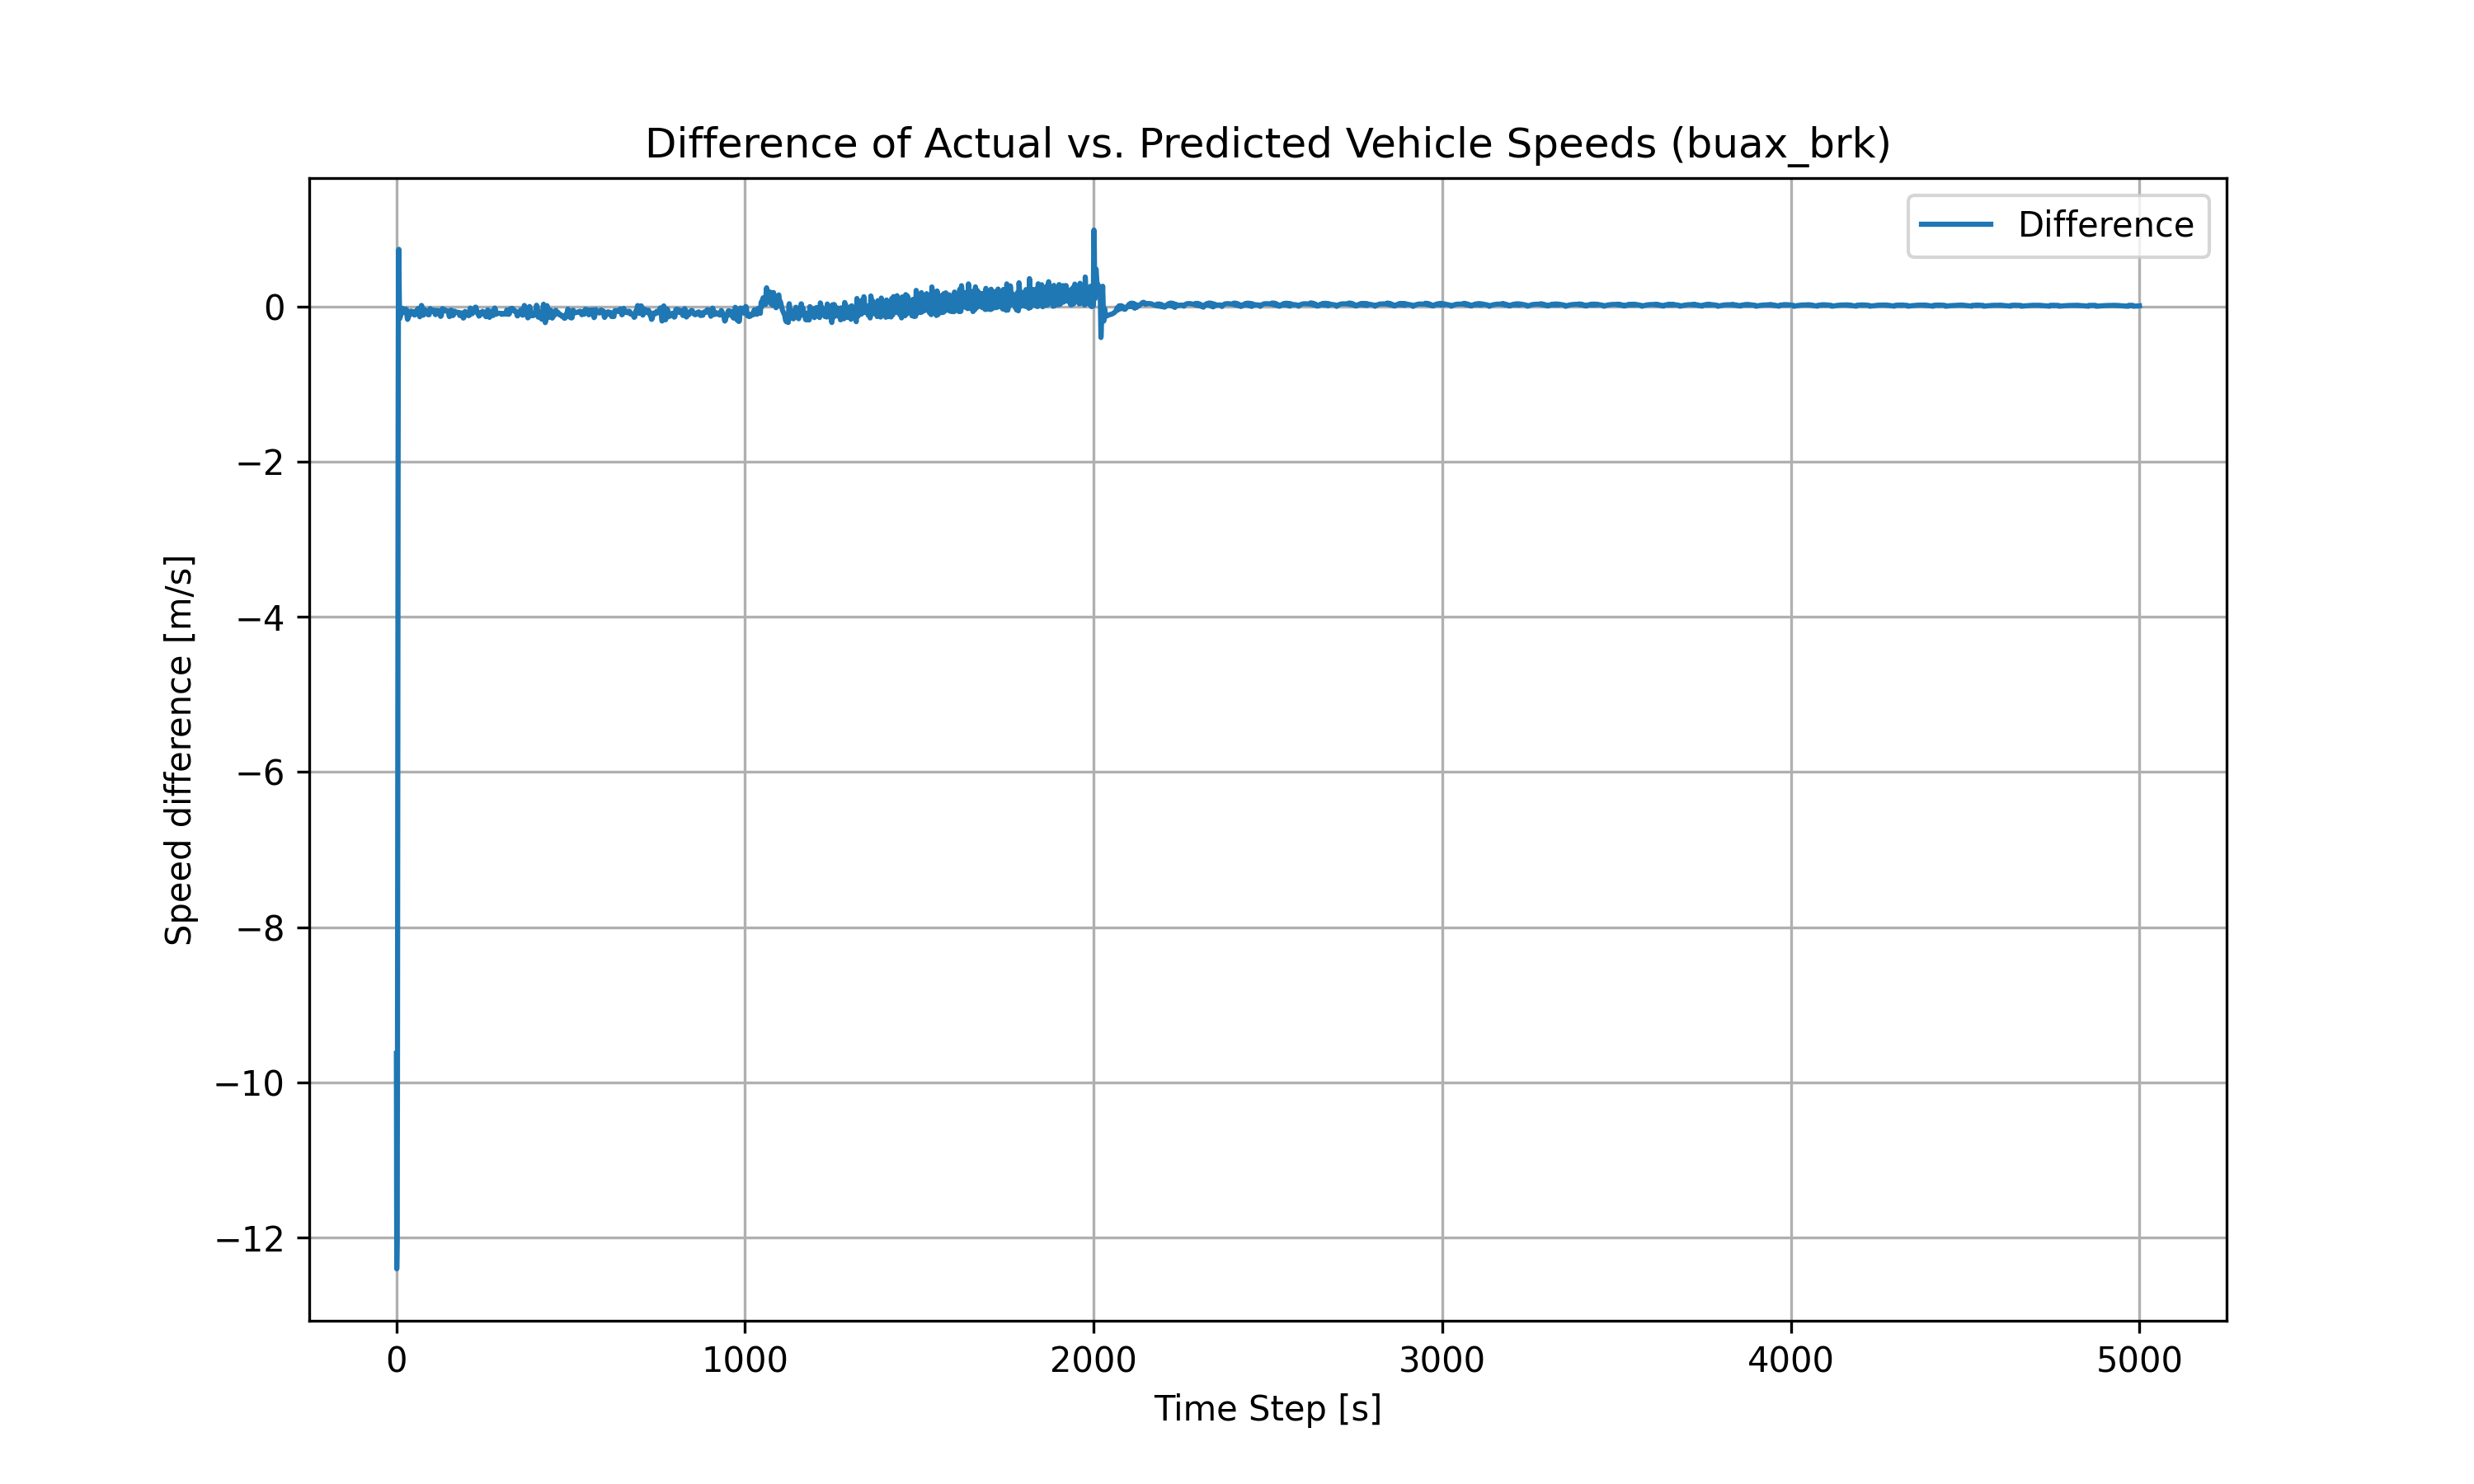 Difference of Actual vs. Predicted Vehicle Speeds (buax_brk)
Difference
Speed difference [m/s]
0
−2
−4
−6
−8
−10
−12
0 1000 2000 3000 4000 5000
Time Step [s]